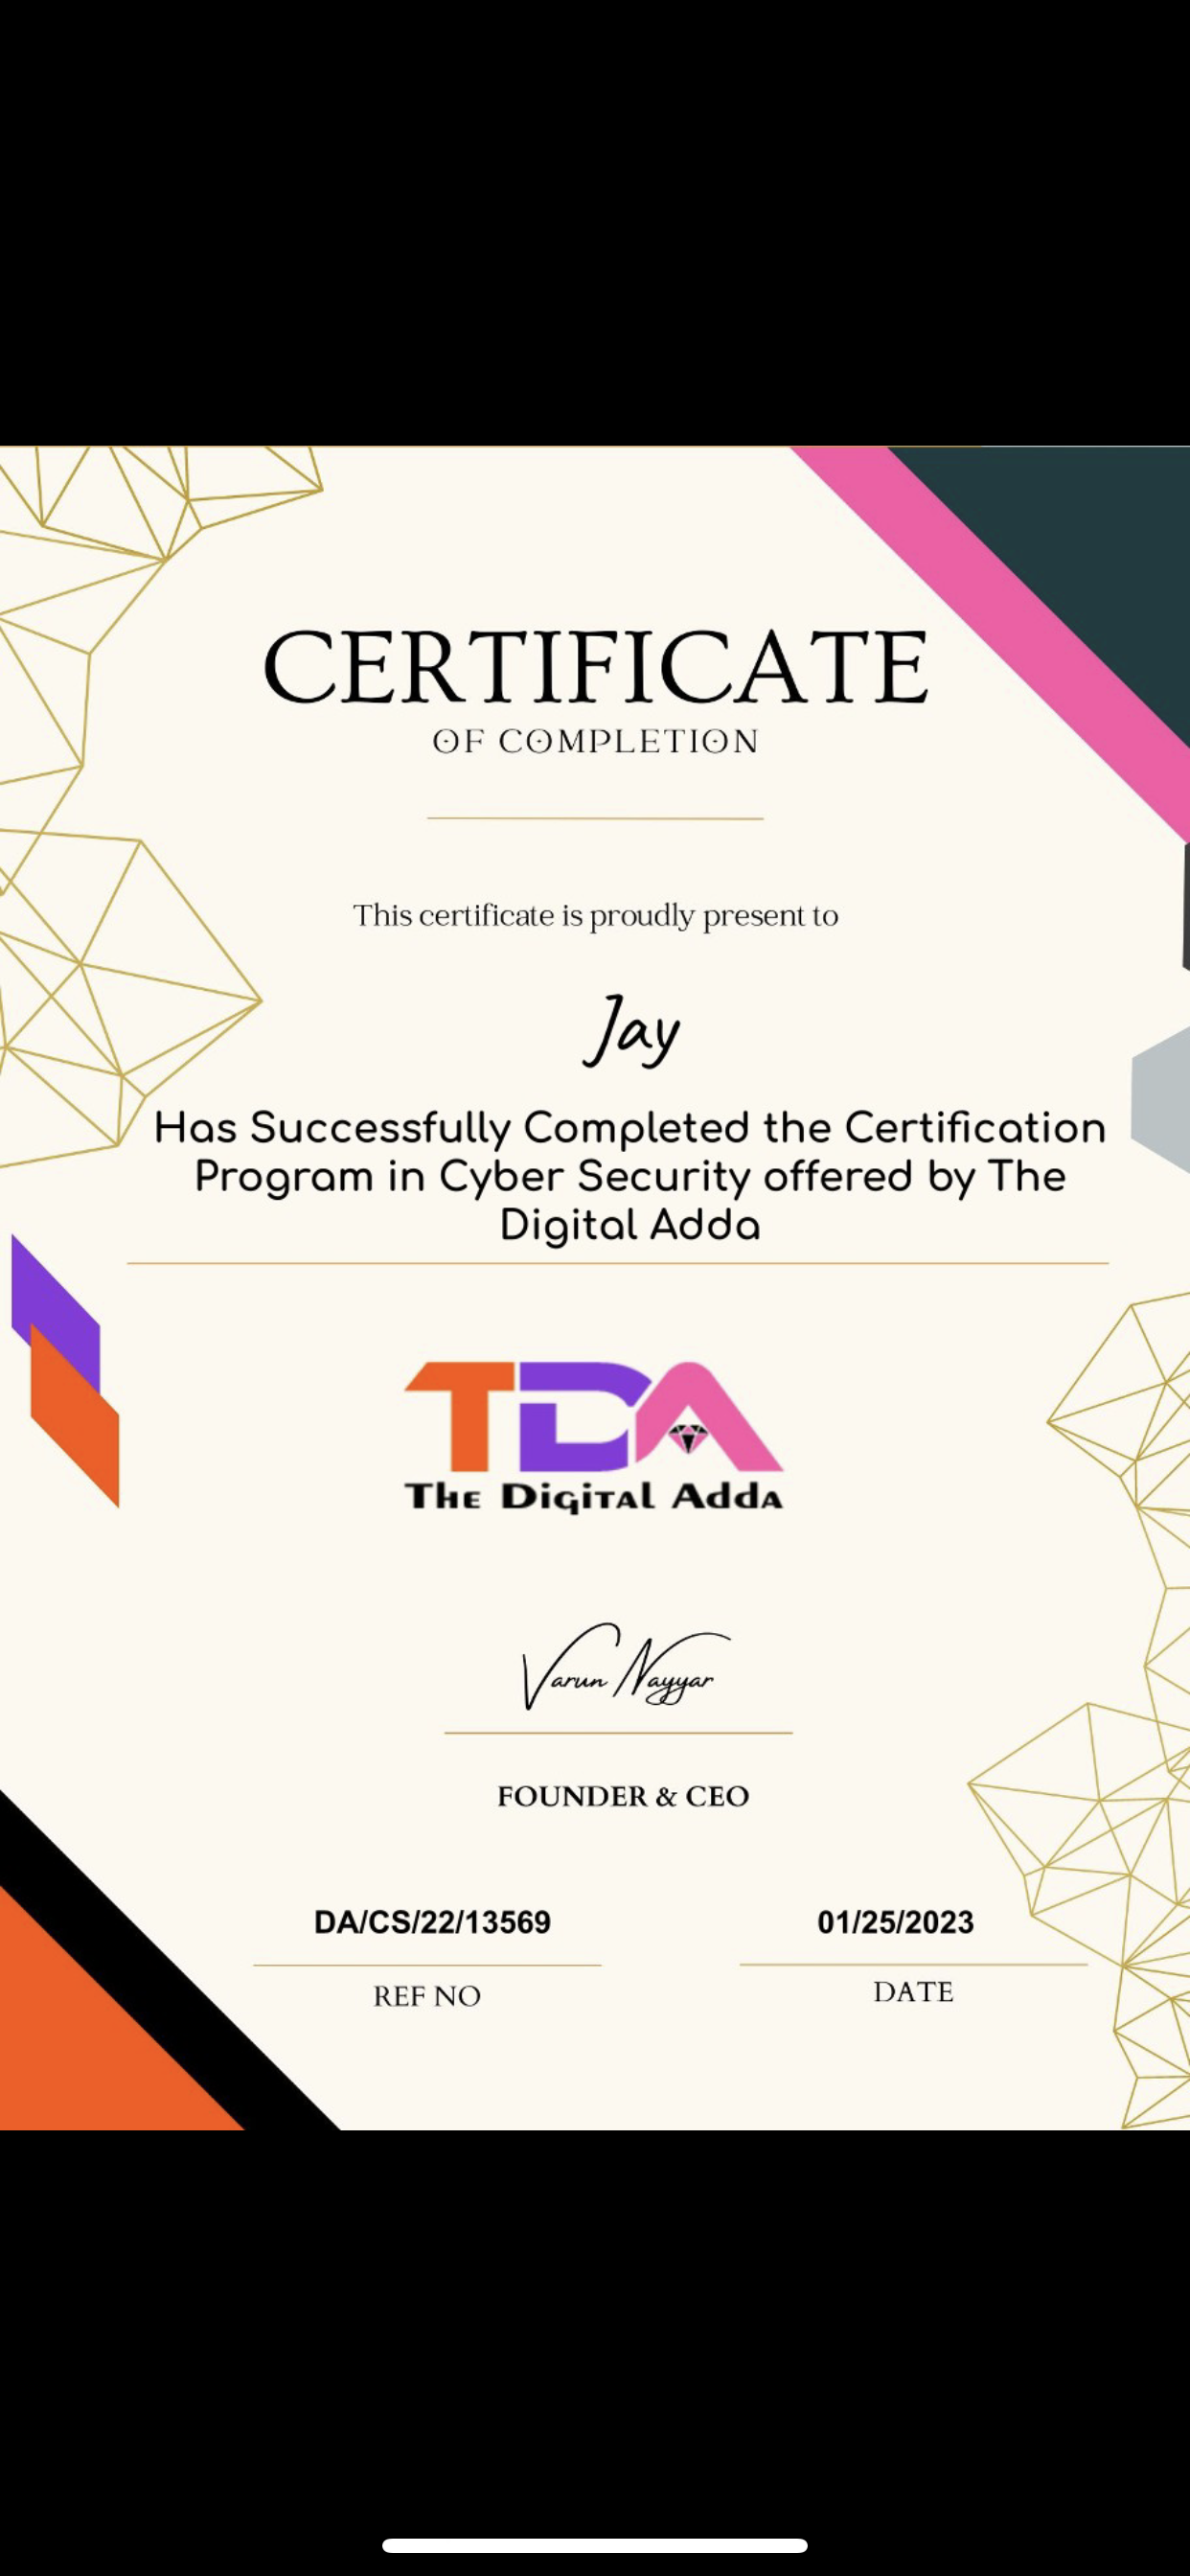 CERTIFICATE
OF COMPLETION
This certificate is proudly present to
Jay
Has Successfully Completed the Certification
Program in Cyber Security offered by The
Digital Adda
TDA
The Digital Adda
Varun Nayyar
FOUNDER & CEO
DA/CS/22/13569
01/25/2023
REF NO
DATE